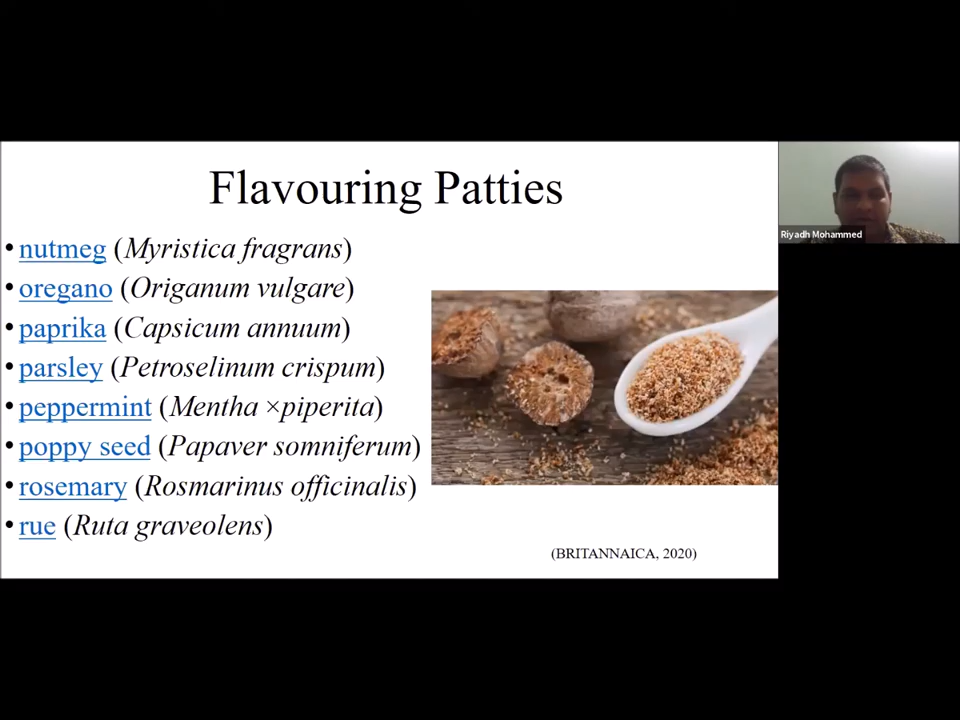 Flavouring Patties
• nutmeg (Myristica fragrans)
• oregano (Origanum vulgare)
• paprika (Capsicum annuum)
• parsley (Petroselinum crispum)
• peppermint (Mentha ×piperita)
• poppy seed (Papaver somniferum)
• rosemary (Rosmarinus officinalis)
• rue (Ruta graveolens)
(BRITANNAICA, 2020)
Riyadh Mohammed